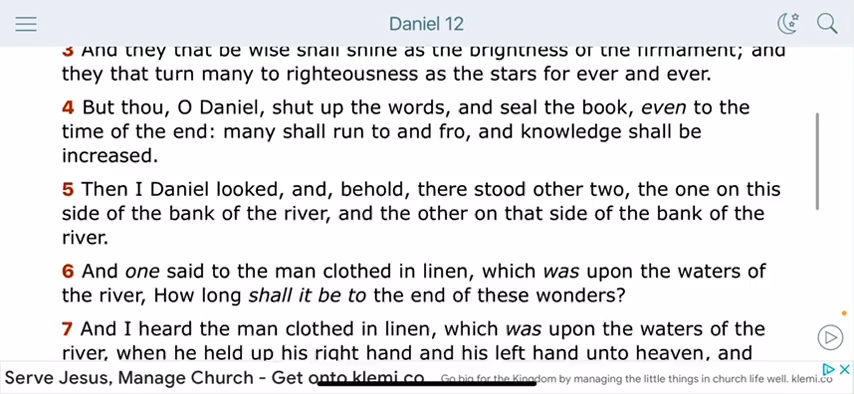 Daniel 12
3 And they that be wise shall shine as the brightness of the firmament; and
they that turn many to righteousness as the stars for ever and ever.
4 But thou, O Daniel, shut up the words, and seal the book, even to the
time of the end: many shall run to and fro, and knowledge shall be
increased.
5 Then I Daniel looked, and, behold, there stood other two, the one on this
side of the bank of the river, and the other on that side of the bank of the
river.
6 And one said to the man clothed in linen, which was upon the waters of
the river, How long shall it be to the end of these wonders?
7 And I heard the man clothed in linen, which was upon the waters of the
river, when he held up his right hand and his left hand unto heaven, and
Serve Jesus, Manage Church - Get onto klemi.co
Go big for the Kingdom by managing the little things in church life well. klemi.co